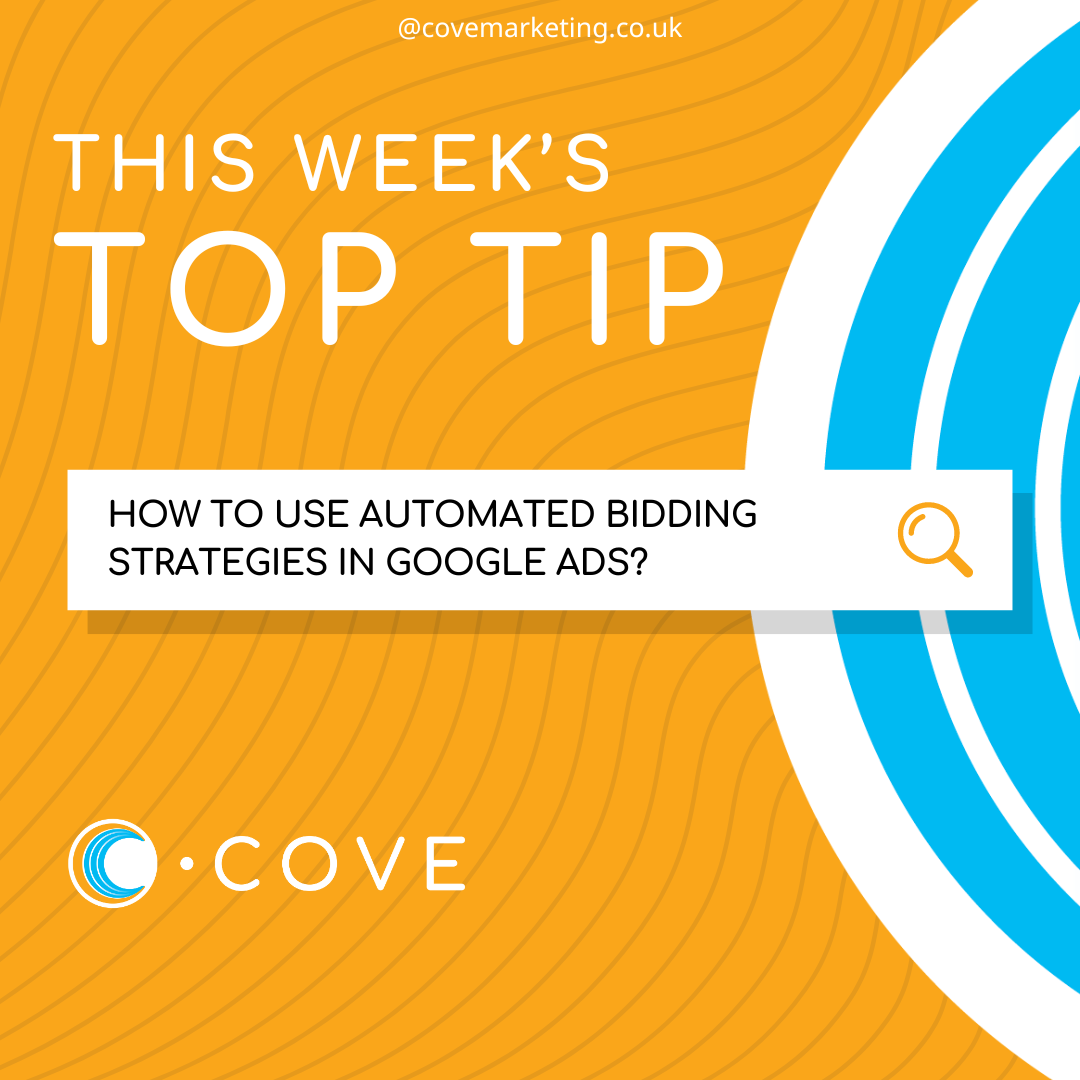 @covemarketing.co.uk
THIS WEEK’S
TOP TIP
HOW TO USE AUTOMATED BIDDING
STRATEGIES IN GOOGLE ADS?
COVE